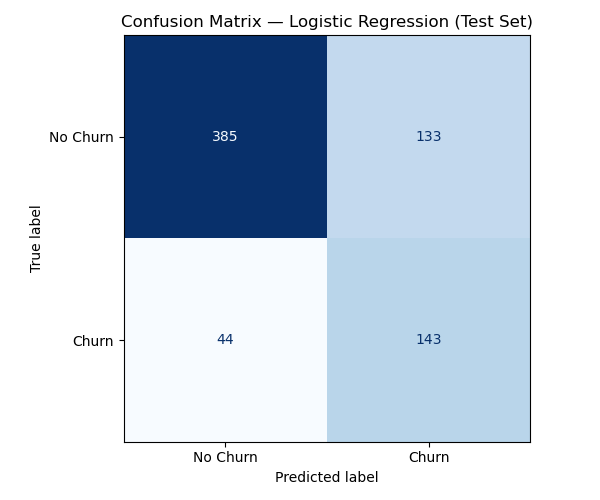 Confusion Matrix — Logistic Regression (Test Set)
No Churn
385
133
True label
Churn
44
143
No Churn
Churn
Predicted label